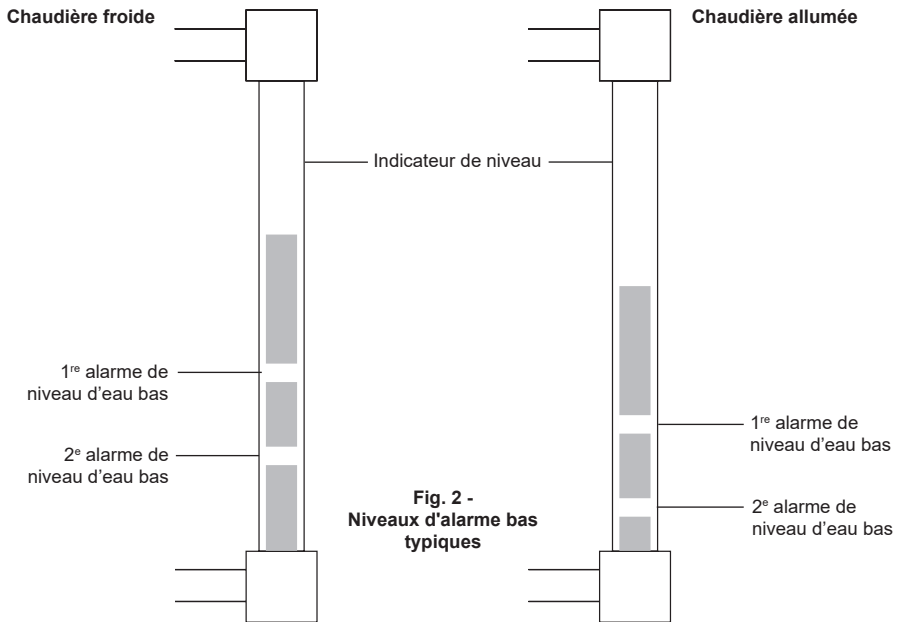 Chaudière froide
Chaudière allumée
Indicateur de niveau
1re alarme de
niveau d'eau bas
2e alarme de
niveau d'eau bas
1re alarme de
niveau d'eau bas
2e alarme de
niveau d'eau bas
Fig. 2 -
Niveaux d'alarme bas
typiques